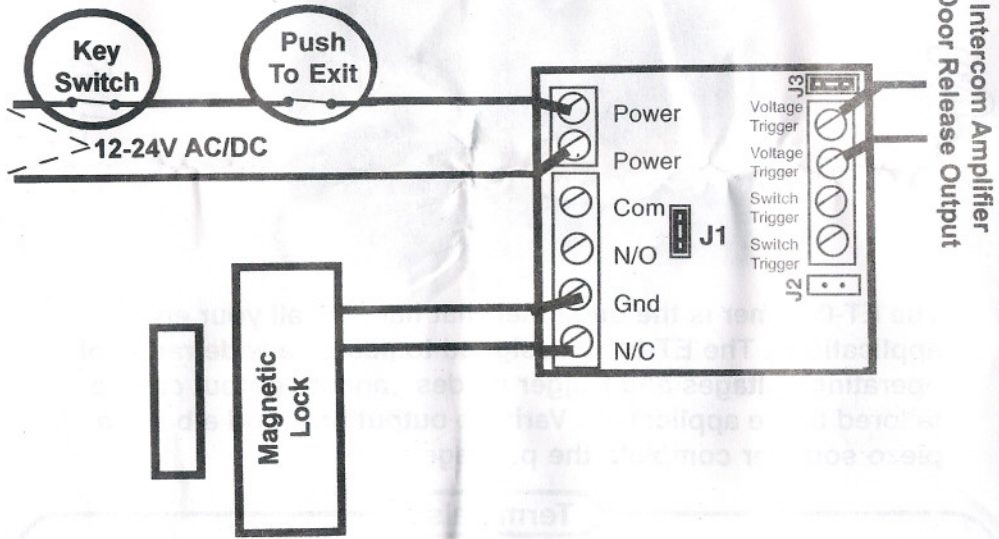 Key
Switch
Push
To Exit
12-24V AC/DC
Power
Power
Com
N/O
Gnd
N/C
J1
J3
Voltage
Trigger
Voltage
Trigger
Switch
Trigger
Switch
Trigger
J2
Intercom Amplifier
Door Release Output
Magnetic
Lock